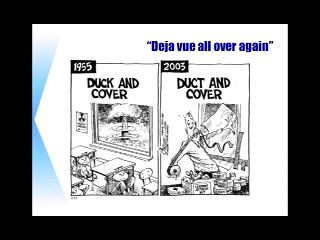 “Deja vue all over again”
1955
DUCK AND
COVER
2003
DUCT AND
COVER